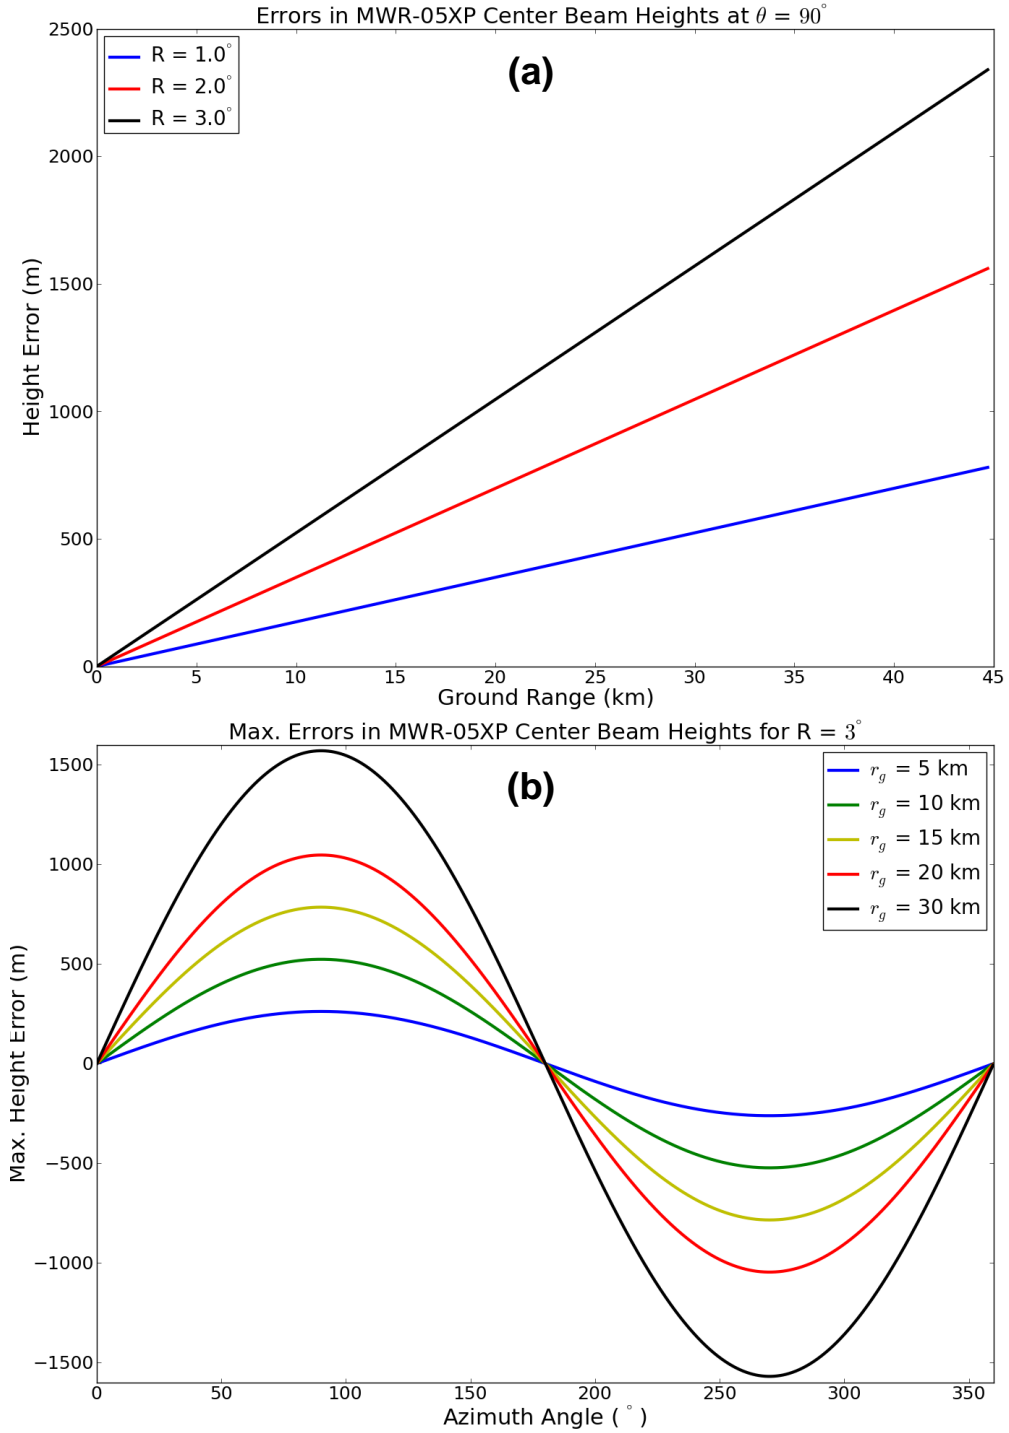 Errors in MWR-05XP Center Beam Heights at θ = 90°
(a)
R = 1.0°
R = 2.0°
R = 3.0°
Height Error (m)
2500
2000
1500
1000
500
0
0 5 10 15 20 25 30 35 40 45
Ground Range (km)
Max. Errors in MWR-05XP Center Beam Heights for R = 3°
(b)
r_g = 5 km
r_g = 10 km
r_g = 15 km
r_g = 20 km
r_g = 30 km
Max. Height Error (m)
1500
1000
500
0
−500
−1000
−1500
0 50 100 150 200 250 300 350
Azimuth Angle ( ° )